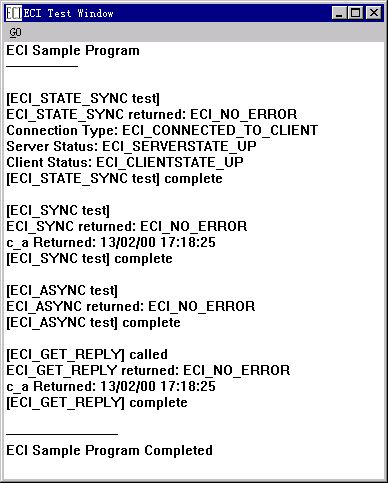 ECI ECI Test Window
GO
ECI Sample Program
[ECI_STATE_SYNC test]
ECI_STATE_SYNC returned: ECI_NO_ERROR
Connection Type: ECI_CONNECTED_TO_CLIENT
Server Status: ECI_SERVERSTATE_UP
Client Status: ECI_CLIENTSTATE_UP
[ECI_STATE_SYNC test] complete
[ECI_SYNC test]
ECI_SYNC returned: ECI_NO_ERROR
c_a Returned: 13/02/00 17:18:25
[ECI_SYNC test] complete
[ECI_ASYNC test]
ECI_ASYNC returned: ECI_NO_ERROR
[ECI_ASYNC test] complete
[ECI_GET_REPLY] called
ECI_GET_REPLY returned: ECI_NO_ERROR
c_a Returned: 13/02/00 17:18:25
[ECI_GET_REPLY] complete
ECI Sample Program Completed